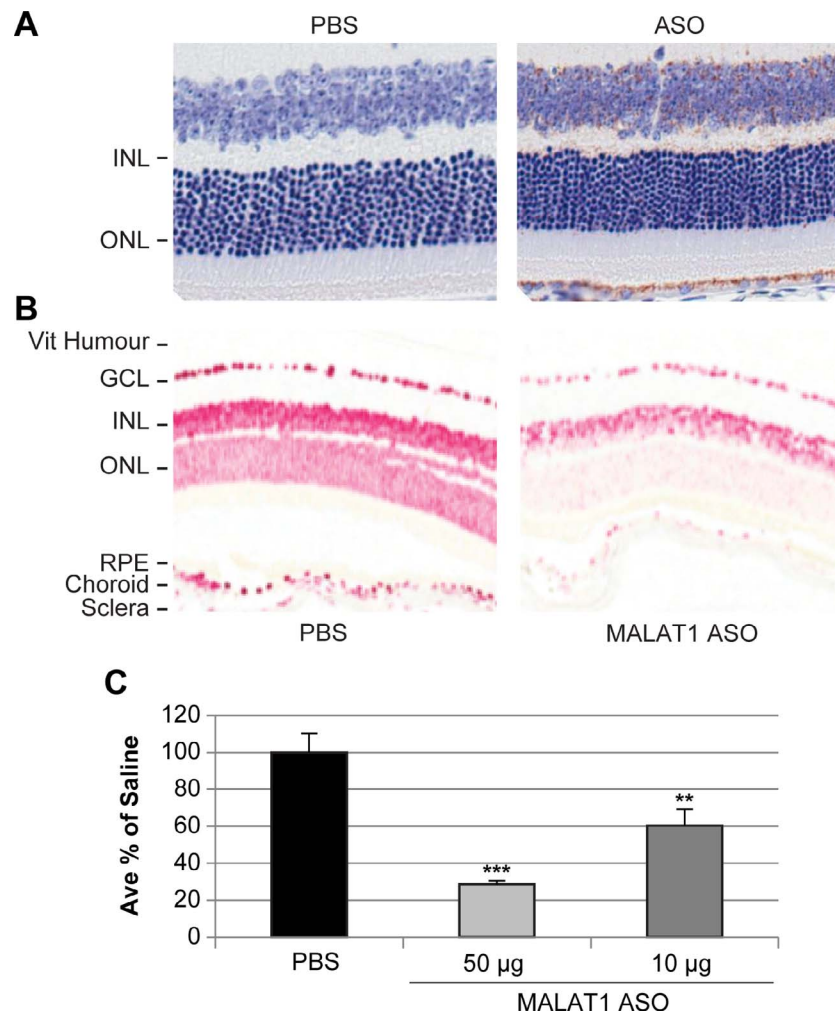 A
PBS ASO
INL
ONL
B
Vit Humour
GCL
INL
ONL
RPE
Choroid
Sclera
PBS MALAT1 ASO
C
Ave % of Saline
120
100
80
60
40
20
0
***
**
PBS 50 µg 10 µg
MALAT1 ASO